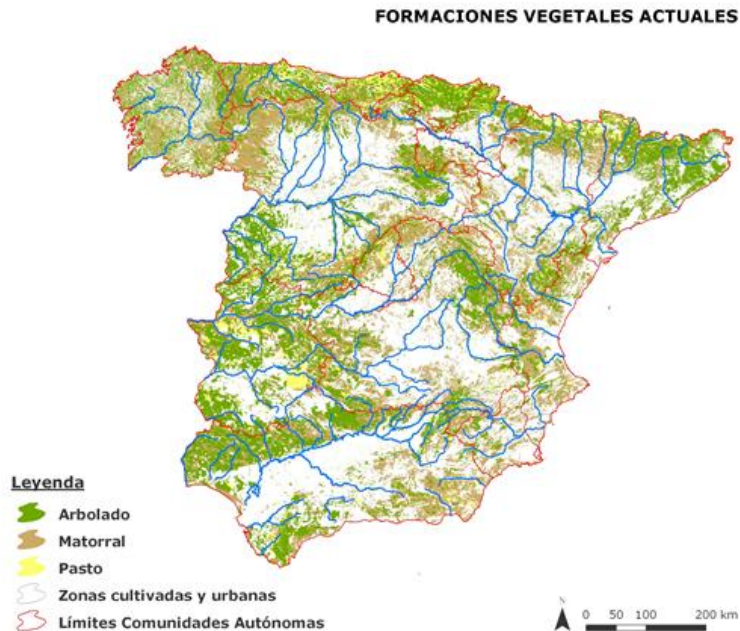 FORMACIONES VEGETALES ACTUALES
Leyenda
Arbolado
Matorral
Pasto
Zonas cultivadas y urbanas
Límites Comunidades Autónomas
N
0 50 100 200 km